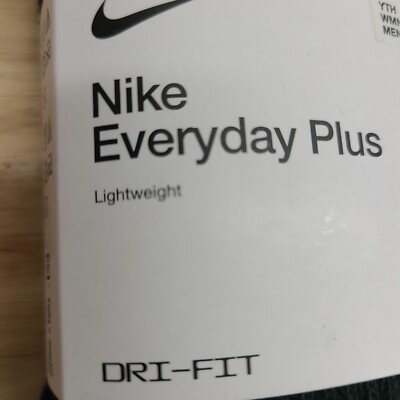 YTH
WMN
MEN
Nike
Everyday Plus
Lightweight
DRI-FIT